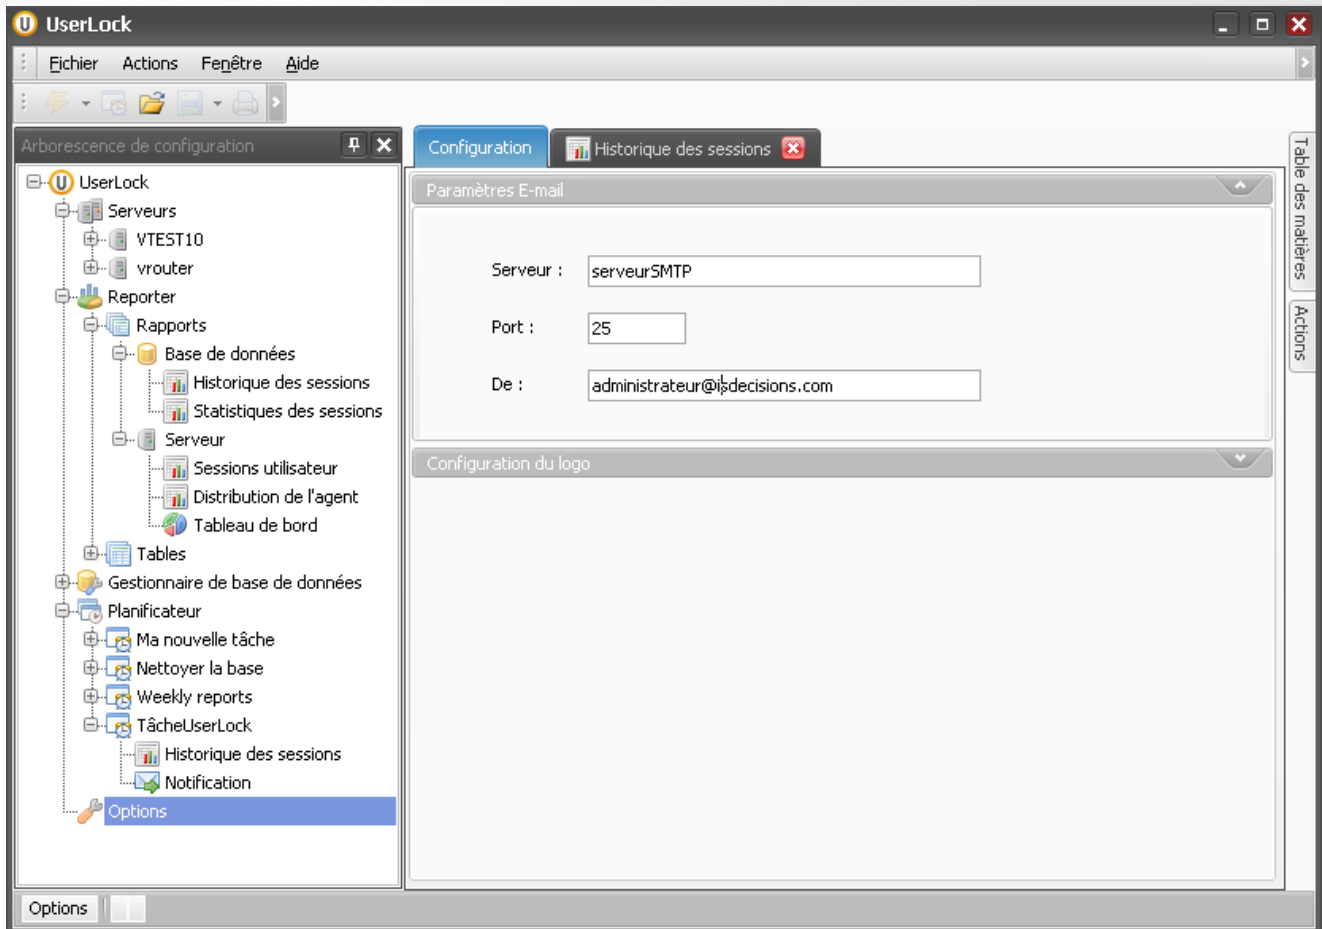 UserLock
Fichier Actions Fenêtre Aide
Arborescence de configuration
UserLock
Serveurs
VTEST10
vrouter
Reporter
Rapports
Base de données
Historique des sessions
Statistiques des sessions
Serveur
Sessions utilisateur
Distribution de l'agent
Tableau de bord
Tables
Gestionnaire de base de données
Planificateur
Ma nouvelle tâche
Nettoyer la base
Weekly reports
TâcheUserLock
Historique des sessions
Notification
Options
Configuration
Historique des sessions
Paramètres E-mail
Serveur : serveurSMTP
Port : 25
De : administrateur@isdecisions.com
Configuration du logo
Table des matières
Actions
Options